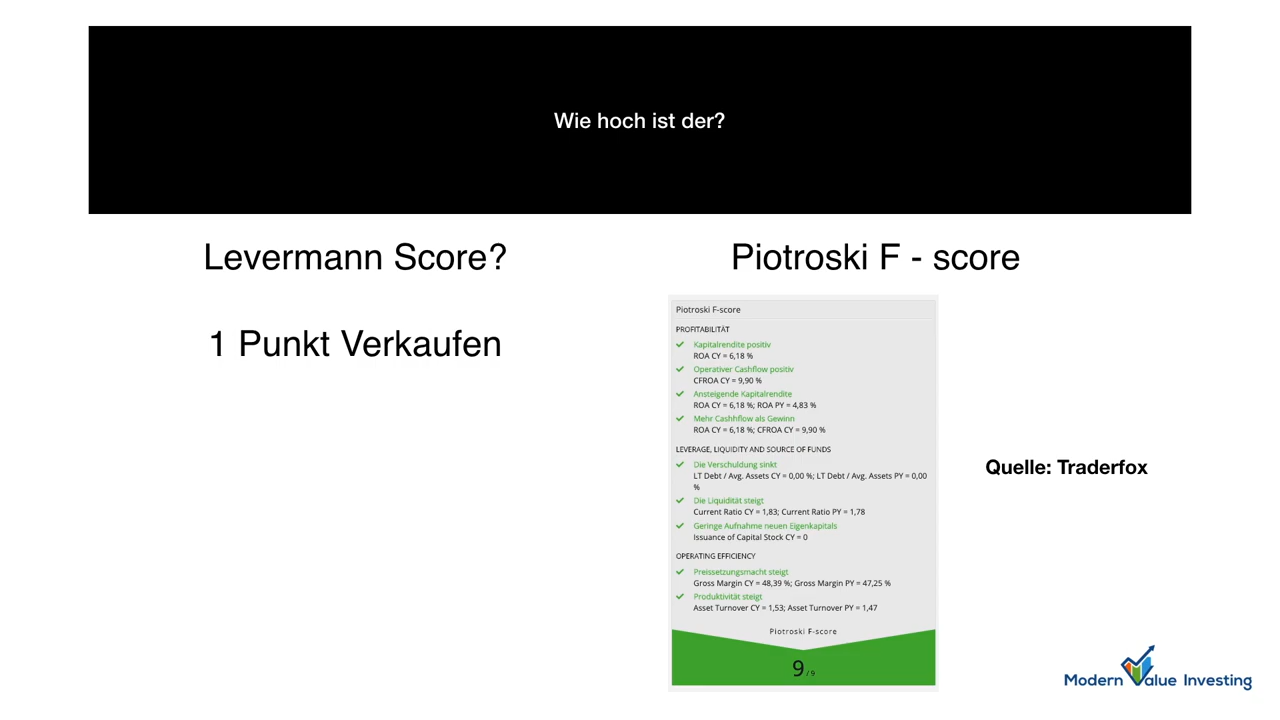 Wie hoch ist der?
Levermann Score?
1 Punkt Verkaufen
Piotroski F - score
Piotroski F-score
PROFITABILITÄT
Kapitalrendite positiv
ROA CY = 6,18 %
Operativer Cashflow positiv
CFROA CY = 9,90 %
Ansteigende Kapitalrendite
ROA CY = 6,18 %; ROA PY = 4,83 %
Mehr Cashhflow als Gewinn
ROA CY = 6,18 %; CFROA CY = 9,90 %
LEVERAGE, LIQUIDITY AND SOURCE OF FUNDS
Die Verschuldung sinkt
LT Debt / Avg. Assets CY = 0,00 %; LT Debt / Avg. Assets PY = 0,00
%
Die Liquidität steigt
Current Ratio CY = 1,83; Current Ratio PY = 1,78
Geringe Aufnahme neuen Eigenkapitals
Issuance of Capital Stock CY = 0
OPERATING EFFICIENCY
Preissetzungsmacht steigt
Gross Margin CY = 48,39 %; Gross Margin PY = 47,25 %
Produktivität steigt
Asset Turnover CY = 1,53; Asset Turnover PY = 1,47
Piotroski F-score
9 / 9
Quelle: Traderfox
Modern Value Investing